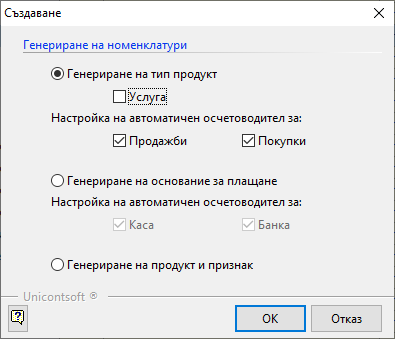 Създаване
Генериране на номенклатури
Генериране на тип продукт
Услуга
Настройка на автоматичен осчетоводител за:
Продажби Покупки
Генериране на основание за плащане
Настройка на автоматичен осчетоводител за:
Каса Банка
Генериране на продукт и признак
Unicontsoft ®
ОК Отказ